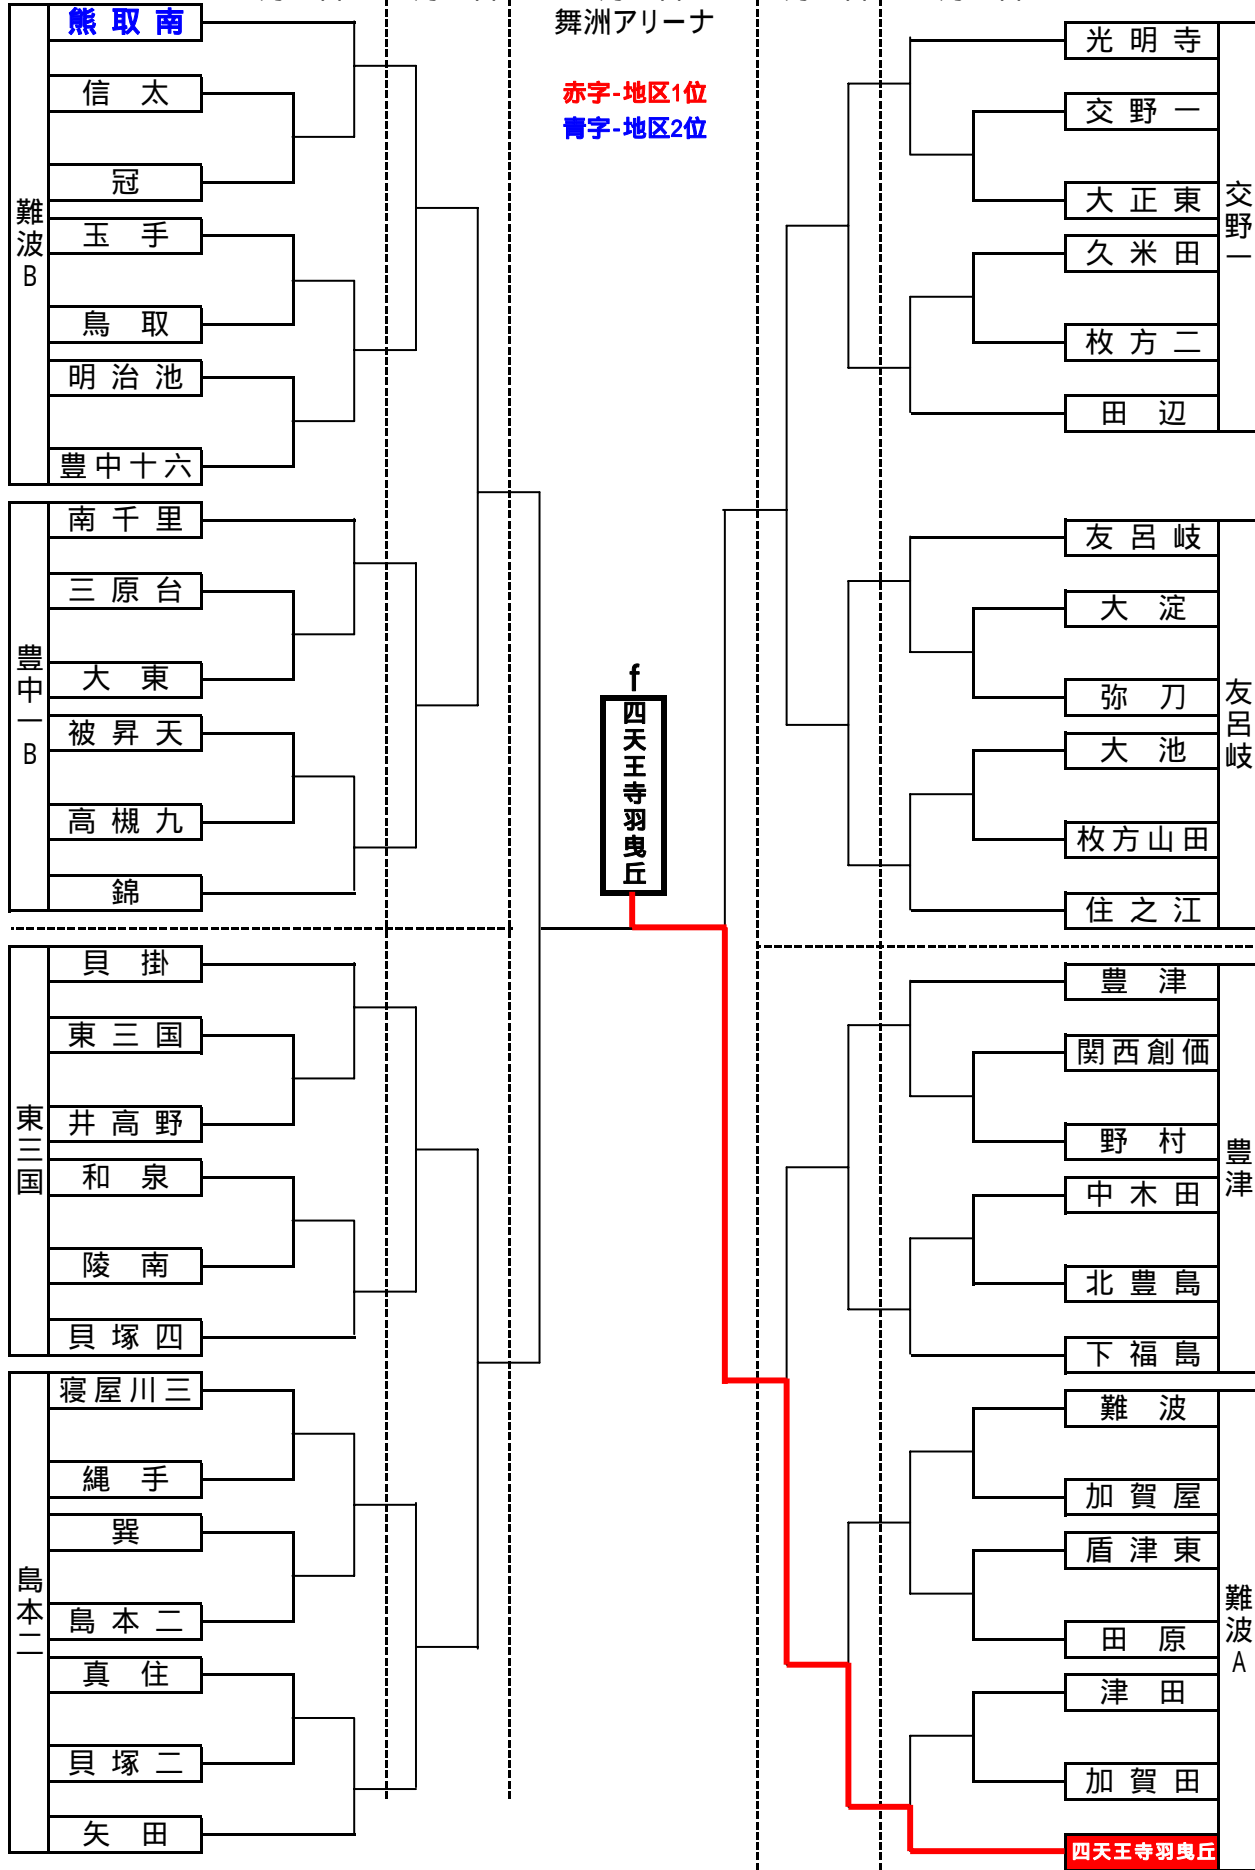 舞洲アリーナ
赤字-地区1位
青字-地区2位
難波B
熊取南
信太
冠
玉手
鳥取
明治池
豊中十六
豊中一B
南千里
三原台
大東
被昇天
高槻九
錦
東三国
貝掛
東三国
井高野
和泉
陵南
貝塚四
島本二
寝屋川三
縄手
巽
島本二
真住
貝塚二
矢田
f
四天王寺羽曳丘
光明寺
交野一
大正東
久米田
枚方二
田辺
交野一
友呂岐
大淀
弥刀
大池
枚方山田
住之江
友呂岐
豊津
関西創価
野村
中木田
北豊島
下福島
豊津
難波
加賀屋
盾津東
田原
津田
加賀田
四天王寺羽曳丘
難波A